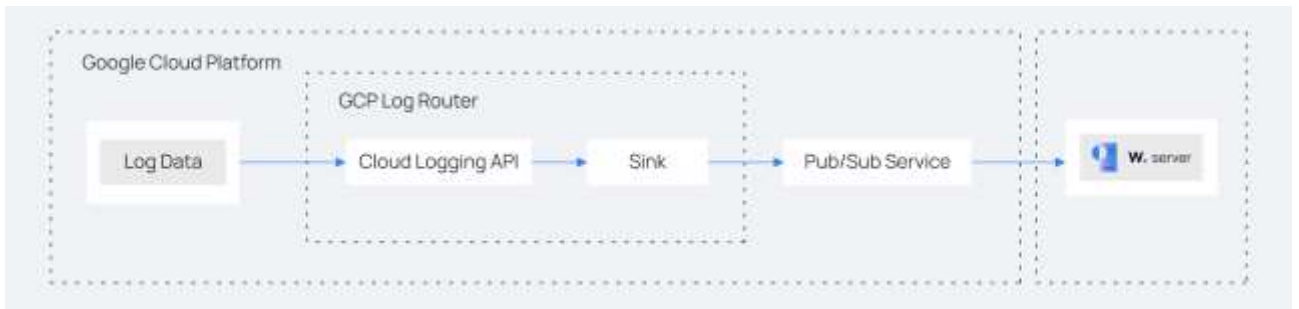 Google Cloud Platform
GCP Log Router
Log Data
Cloud Logging API
Sink
Pub/Sub Service
W. server